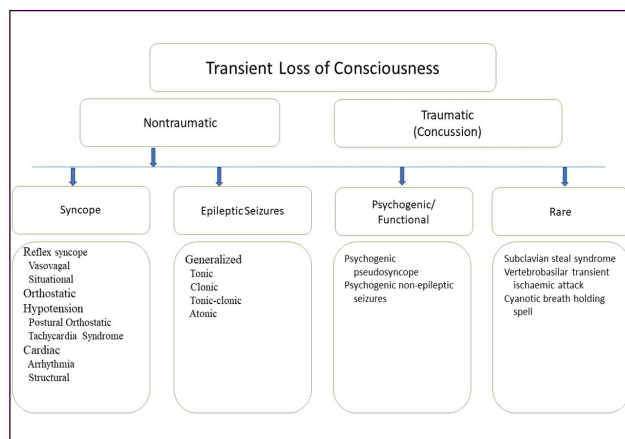 Transient Loss of Consciousness
Nontraumatic
Traumatic
(Concussion)
Syncope
Epileptic Seizures
Psychogenic/
Functional
Rare
Reflex syncope
Vasovagal
Situational
Orthostatic
Hypotension
Postural Orthostatic
Tachycardia Syndrome
Cardiac
Arrhythmia
Structural
Generalized
Tonic
Clonic
Tonic-clonic
Atonic
Psychogenic
pseudosyncope
Psychogenic non-epileptic
seizures
Subclavian steal syndrome
Vertebrobasilar transient
ischaemic attack
Cyanotic breath holding
spell